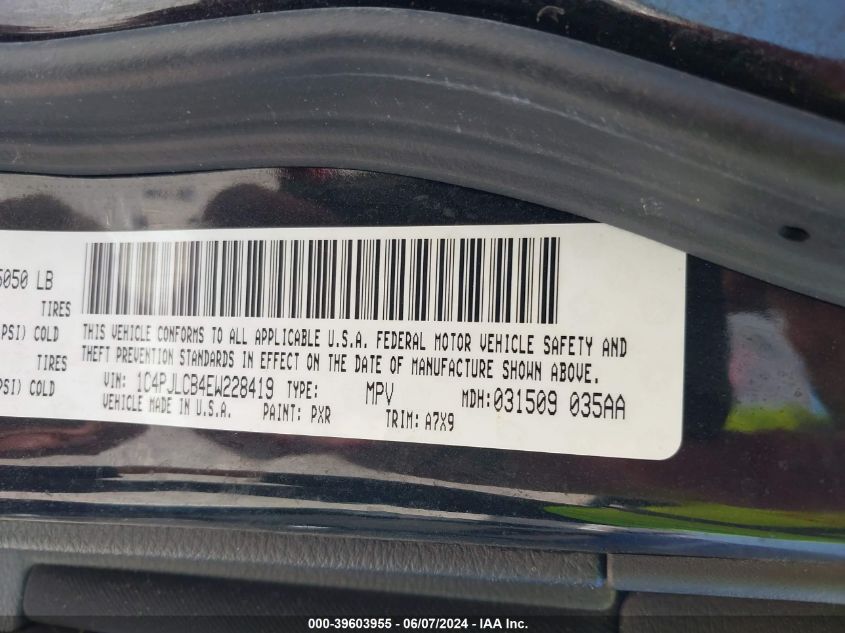 5050 LB
TIRES
PSI) COLD
TIRES
PSI) COLD
THIS VEHICLE CONFORMS TO ALL APPLICABLE U.S.A. FEDERAL MOTOR VEHICLE SAFETY AND
THEFT PREVENTION STANDARDS IN EFFECT ON THE DATE OF MANUFACTURE SHOWN ABOVE.
VIN: 1C4PJLCB4EW228419 TYPE: MPV MDH:031509 035AA
VEHICLE MADE IN U.S.A. PAINT: PXR TRIM: A7X9
000-39603955 - 06/07/2024 - IAA Inc.